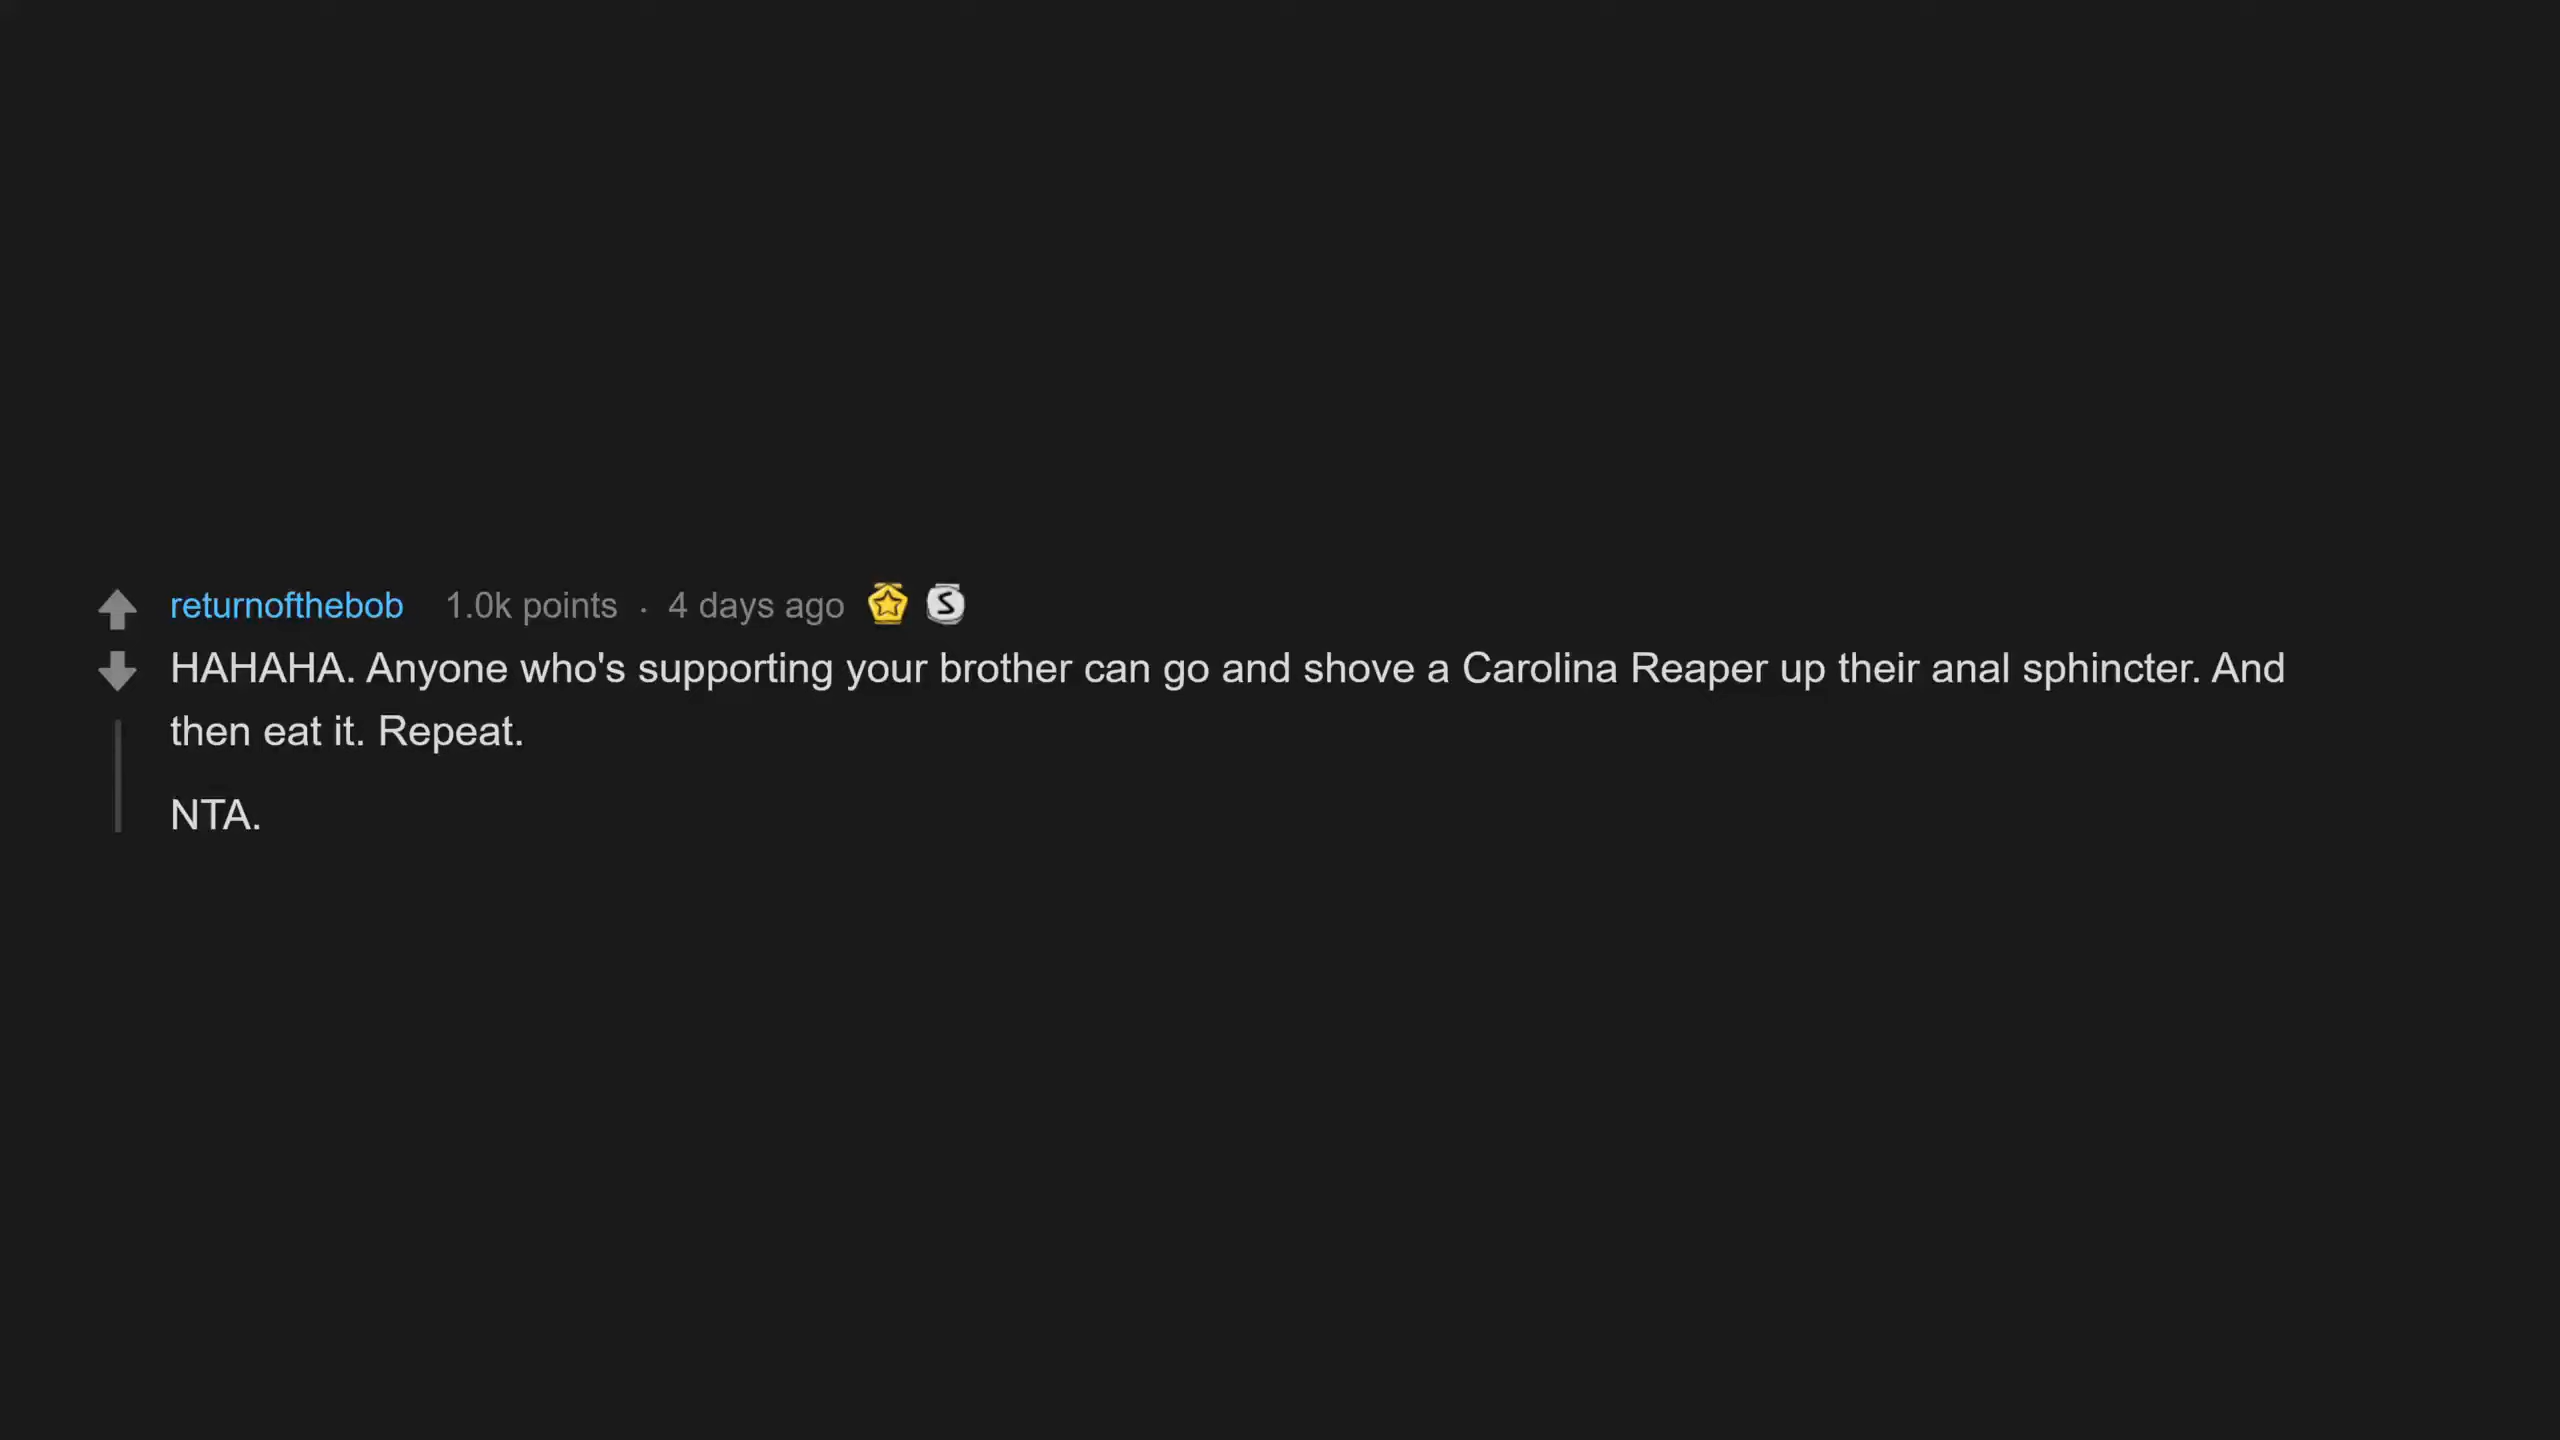 returnofthebob 1.0k points · 4 days ago S
HAHAHA. Anyone who's supporting your brother can go and shove a Carolina Reaper up their anal sphincter. And
then eat it. Repeat.
NTA.